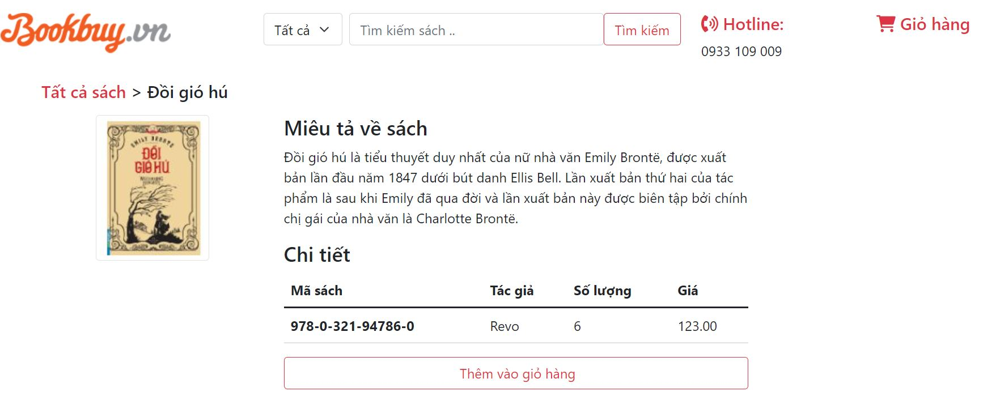 Bookbuy.vn
Tất cả
Tìm kiếm sách ..
Tìm kiếm
Hotline:
0933 109 009
Giỏ hàng
Tất cả sách > Đồi gió hú
EMILY BRONTE
ĐỒI
GIÓ HÚ
WUTHERING
HEIGHTS
Miêu tả về sách
Đồi gió hú là tiểu thuyết duy nhất của nữ nhà văn Emily Brontë, được xuất
bản lần đầu năm 1847 dưới bút danh Ellis Bell. Lần xuất bản thứ hai của tác
phẩm là sau khi Emily đã qua đời và lần xuất bản này được biên tập bởi chính
chị gái của nhà văn là Charlotte Brontë.
Chi tiết
Mã sách Tác giả Số lượng Giá
978-0-321-94786-0 Revo 6 123.00
Thêm vào giỏ hàng